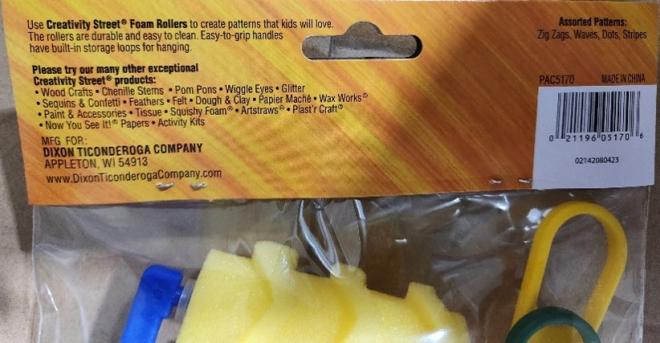 Use Creativity Street® Foam Rollers to create patterns that kids will love.
The rollers are durable and easy to clean. Easy-to-grip handles
have built-in storage loops for hanging.
Please try our many other exceptional
Creativity Street® products:
• Wood Crafts • Chenille Stems • Pom Pons • Wiggle Eyes • Glitter
• Sequins & Confetti • Feathers • Felt • Dough & Clay • Papier Maché • Wax Works®
• Paint & Accessories • Tissue • Squishy Foam® • Artstraws® • Plast'r Craft®
• Now You See It!® Papers • Activity Kits
MFG FOR:
DIXON TICONDEROGA COMPANY
APPLETON, WI 54913
www.DixonTiconderogaCompany.com
Assorted Patterns:
Zig Zags, Waves, Dots, Stripes
PAC5170 MADE IN CHINA
0 21196 05170 6
02142080423